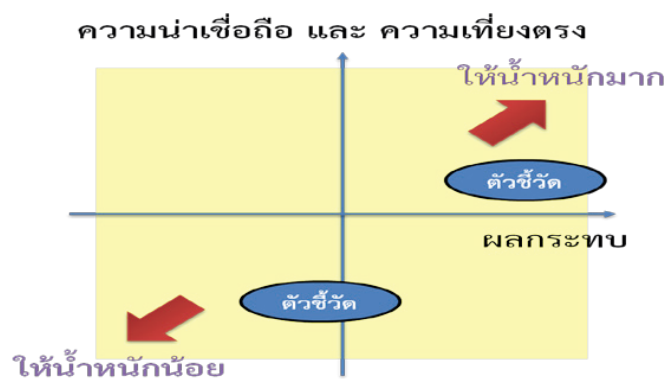 ความน่าเชื่อถือ และ ความเที่ยงตรง
ให้น้ำหนักมาก
ตัวชี้วัด
ผลกระทบ
ตัวชี้วัด
ให้น้ำหนักน้อย